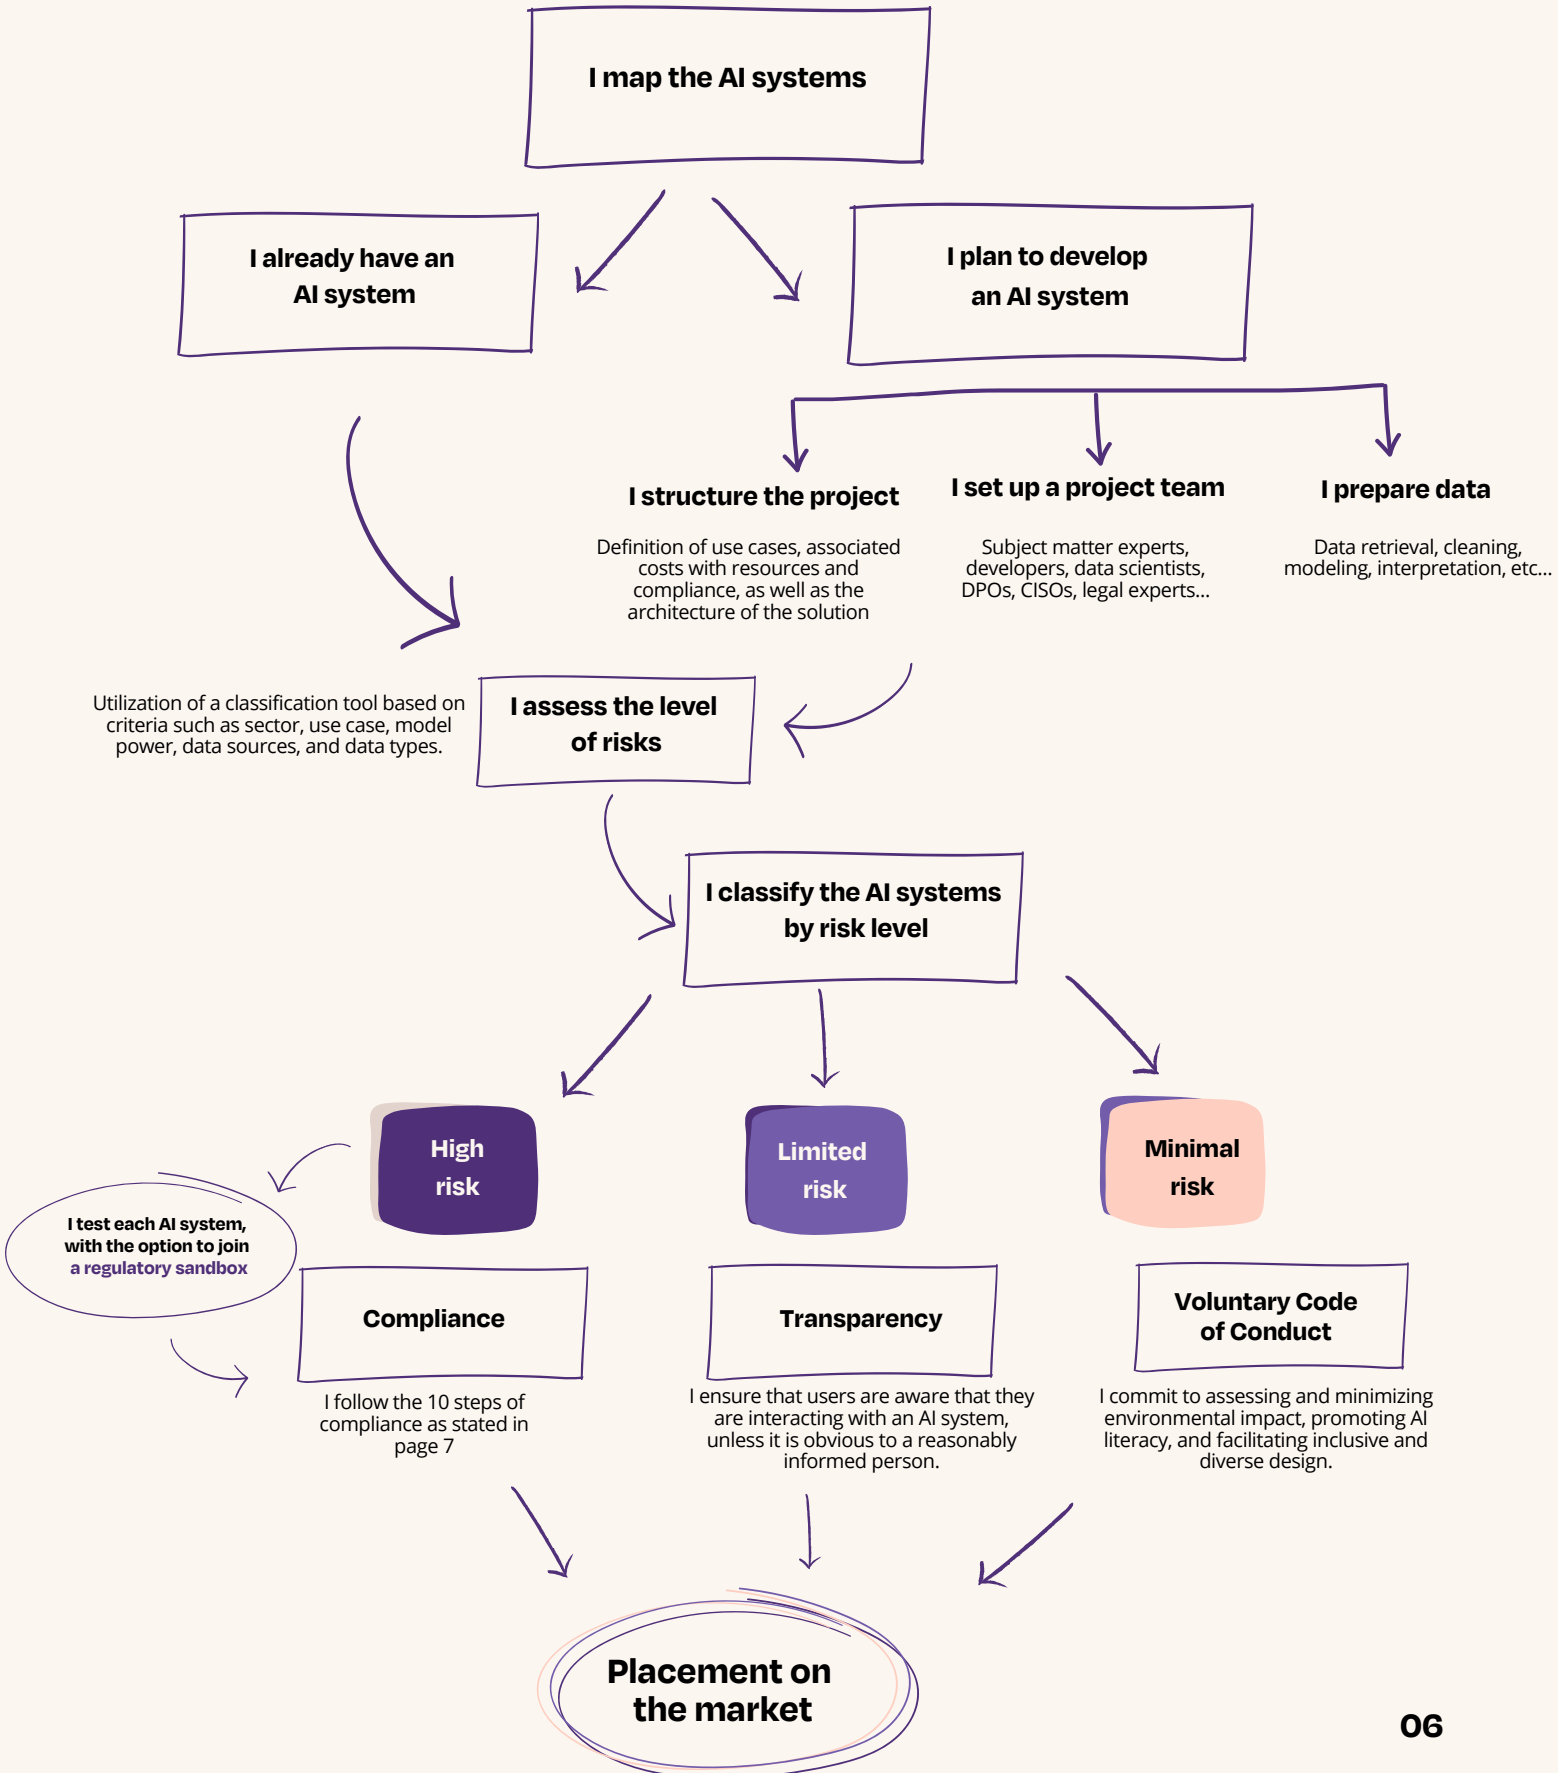 I map the AI systems
I already have an
AI system
I plan to develop
an AI system
I structure the project
Definition of use cases, associated
costs with resources and
compliance, as well as the
architecture of the solution
I set up a project team
Subject matter experts,
developers, data scientists,
DPOs, CISOs, legal experts...
I prepare data
Data retrieval, cleaning,
modeling, interpretation, etc...
Utilization of a classification tool based on
criteria such as sector, use case, model
power, data sources, and data types.
I assess the level
of risks
I classify the AI systems
by risk level
High
risk
Limited
risk
Minimal
risk
I test each AI system,
with the option to join
a regulatory sandbox
Compliance
I follow the 10 steps of
compliance as stated in
page 7
Transparency
I ensure that users are aware that they
are interacting with an AI system,
unless it is obvious to a reasonably
informed person.
Voluntary Code
of Conduct
I commit to assessing and minimizing
environmental impact, promoting AI
literacy, and facilitating inclusive and
diverse design.
Placement on
the market
06